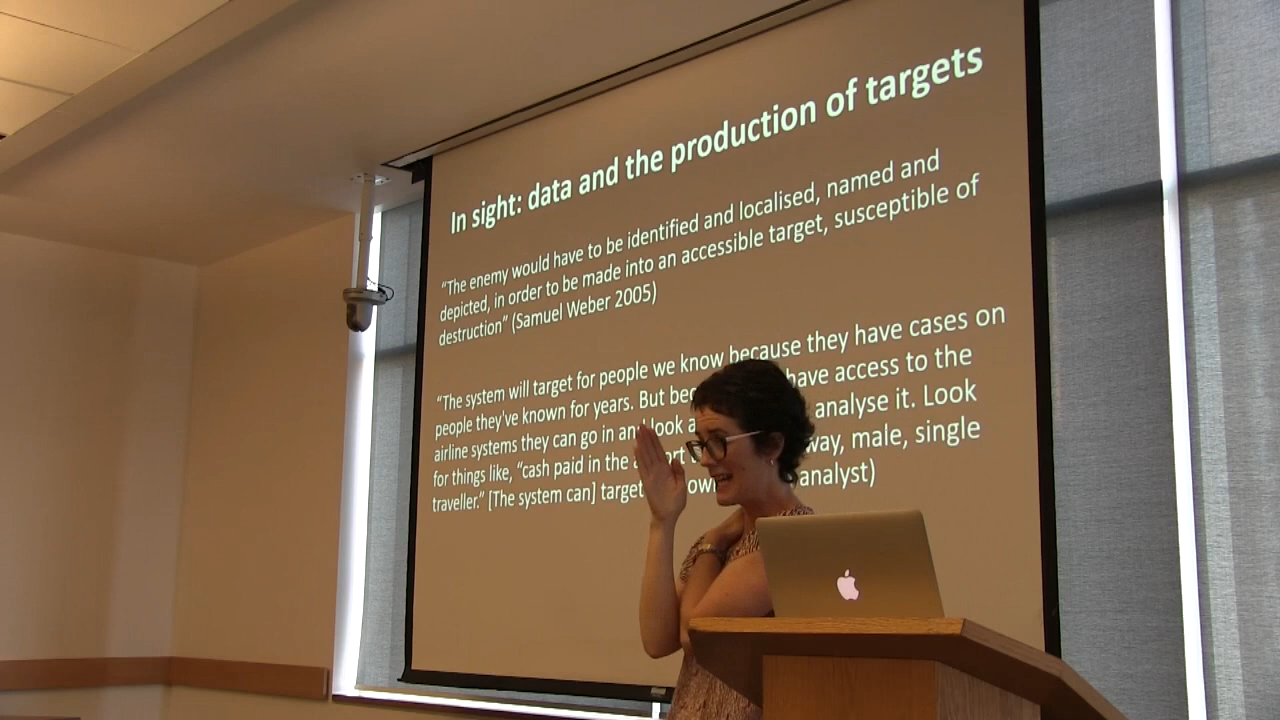 In sight: data and the production of targets
“The enemy would have to be identified and localised, named and
depicted, in order to be made into an accessible target, susceptible of
destruction” (Samuel Weber 2005)
“The system will target for people we know because they have cases on
people they've known for years. But have access to the
airline systems they can go in and look analyse it. Look
for things like, “cash paid in the male, single
traveller.” [The system can] target analyst)